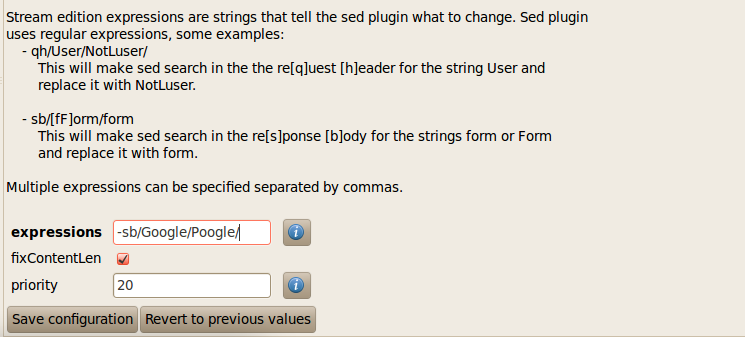 Stream edition expressions are strings that tell the sed plugin what to change. Sed plugin
uses regular expressions, some examples:
- qh/User/NotLuser/
This will make sed search in the the re[q]uest [h]eader for the string User and
replace it with NotLuser.
- sb/[fF]orm/form
This will make sed search in the re[s]ponse [b]ody for the strings form or Form
and replace it with form.
Multiple expressions can be specified separated by commas.
expressions -sb/Google/Poogle/
fixContentLen
priority 20
Save configuration Revert to previous values